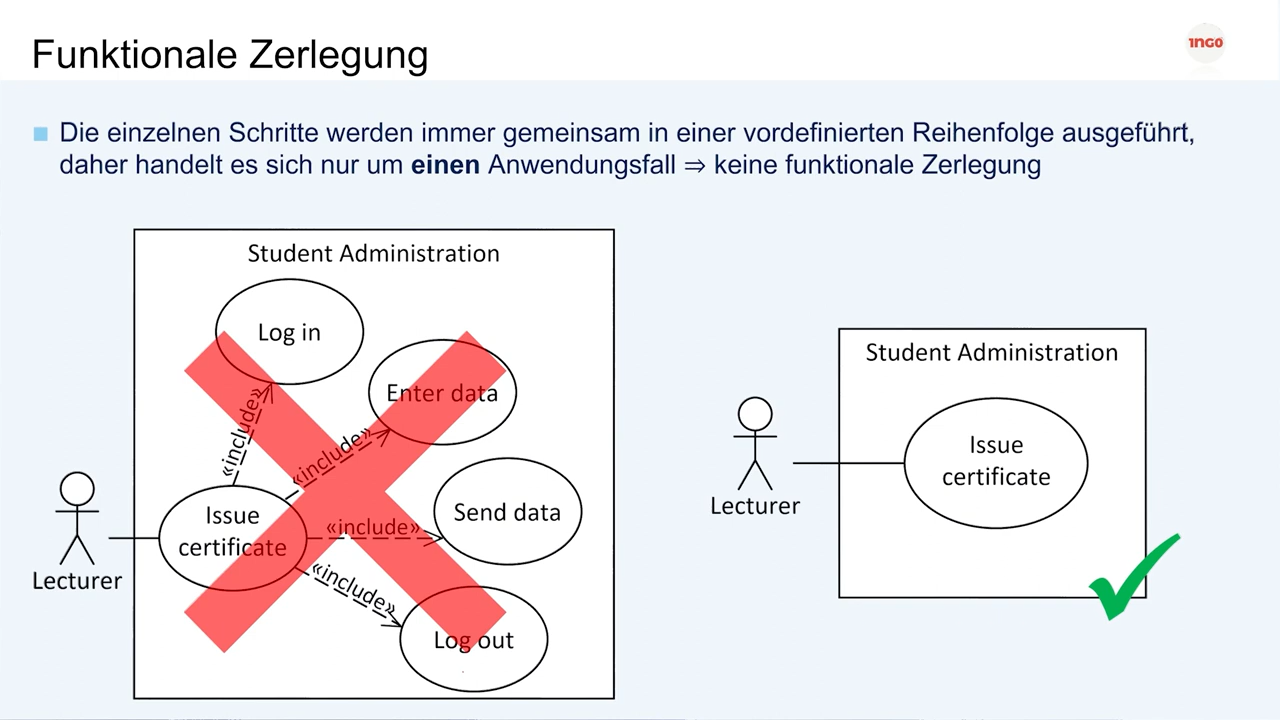 Funktionale Zerlegung
1NGO
Die einzelnen Schritte werden immer gemeinsam in einer vordefinierten Reihenfolge ausgeführt,
daher handelt es sich nur um einen Anwendungsfall ⇒ keine funktionale Zerlegung
Student Administration
Log in
Enter data
«include»
«include»
Send data
«include»
Issue
certificate
«include»
Lecturer
Log out
Student Administration
Issue
certificate
Lecturer